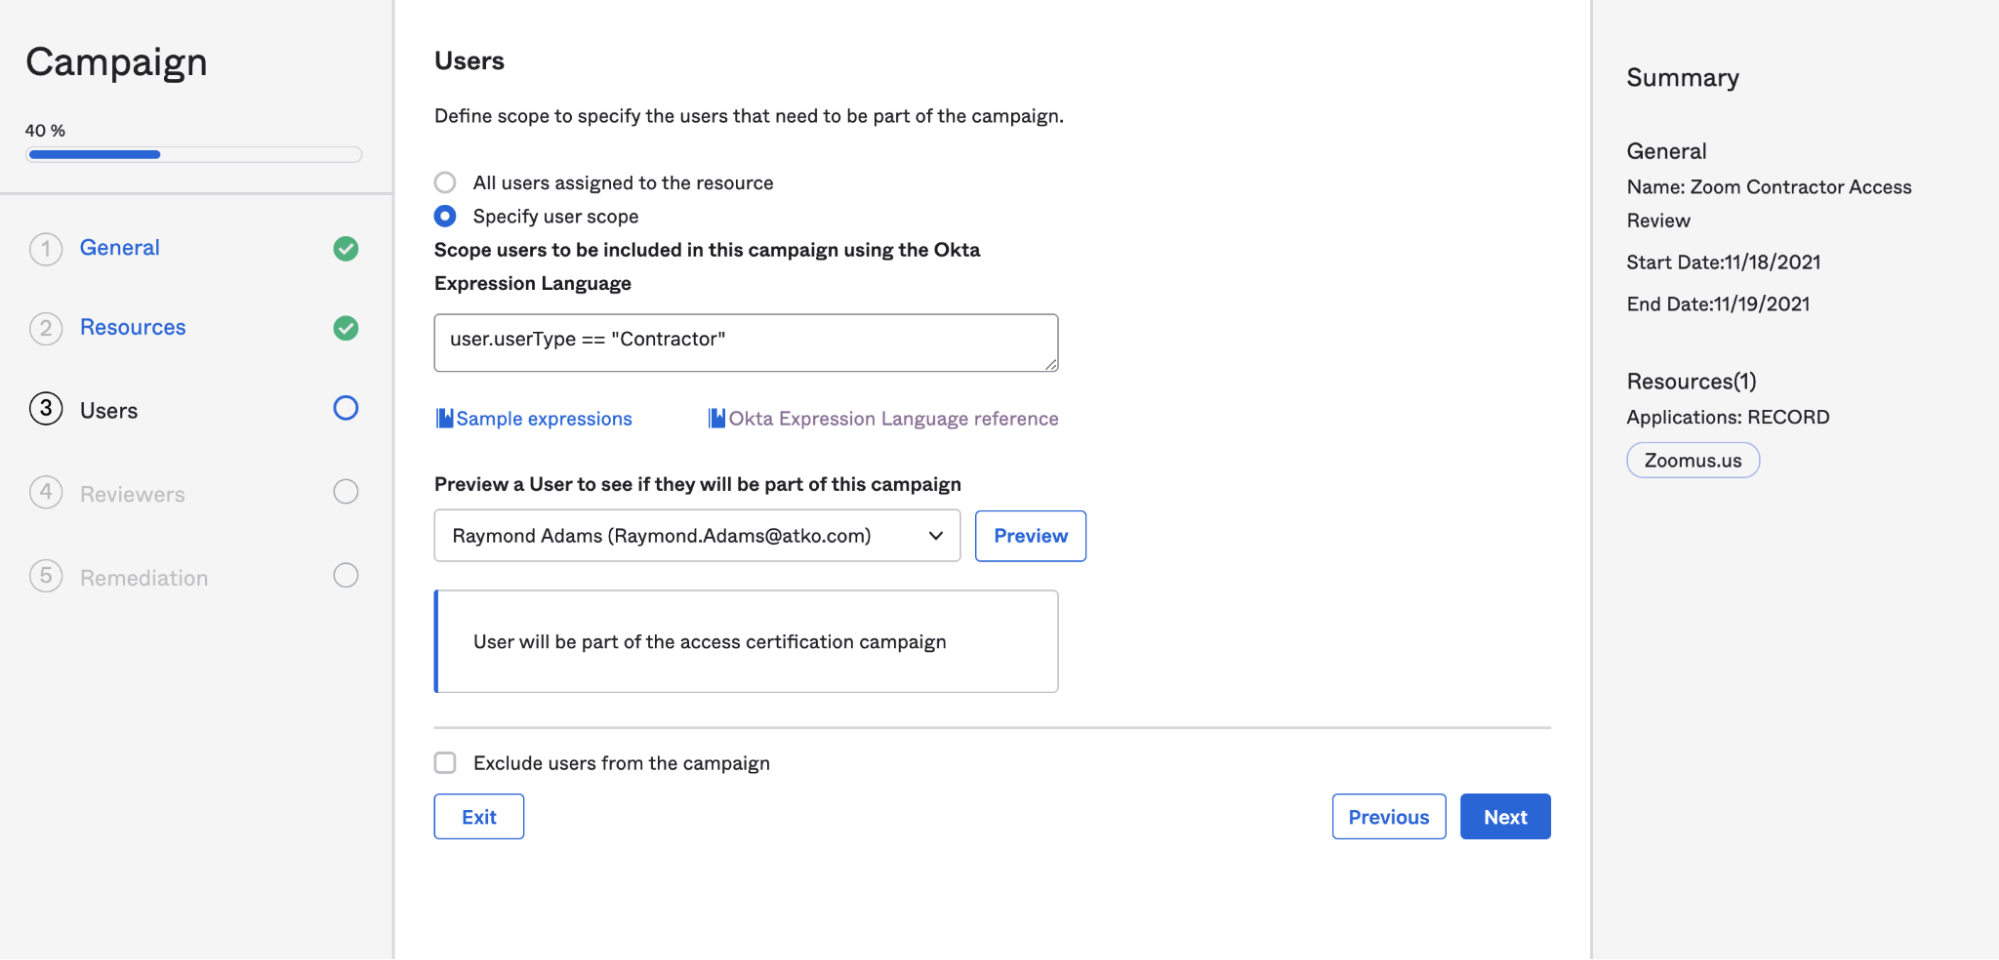 Campaign
40 %
1 General
2 Resources
3 Users
4 Reviewers
5 Remediation
Users
Define scope to specify the users that need to be part of the campaign.
All users assigned to the resource
Specify user scope
Scope users to be included in this campaign using the Okta
Expression Language
user.userType == "Contractor"
Sample expressions Okta Expression Language reference
Preview a User to see if they will be part of this campaign
Raymond Adams (Raymond.Adams@atko.com) Preview
User will be part of the access certification campaign
Exclude users from the campaign
Exit Previous Next
Summary
General
Name: Zoom Contractor Access
Review
Start Date:11/18/2021
End Date:11/19/2021
Resources(1)
Applications: RECORD
Zoomus.us